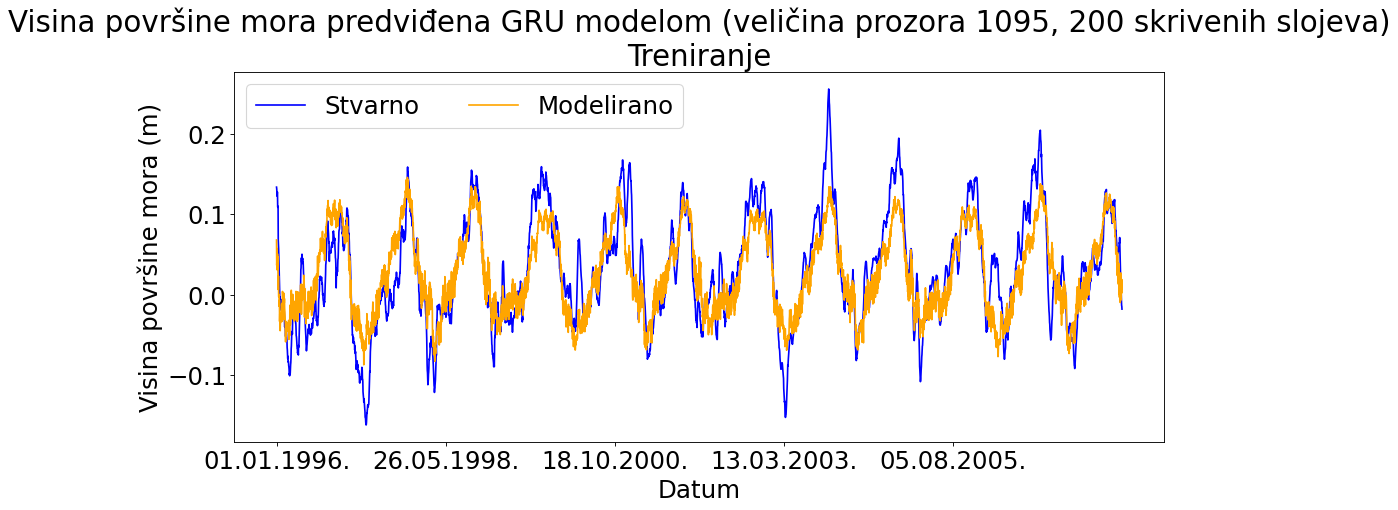 Visina površine mora predviđena GRU modelom (veličina prozora 1095, 200 skrivenih slojeva)
Treniranje
Stvarno
Modelirano
Visina površine mora (m)
0.2
0.1
0.0
−0.1
01.01.1996.
26.05.1998.
18.10.2000.
13.03.2003.
05.08.2005.
Datum